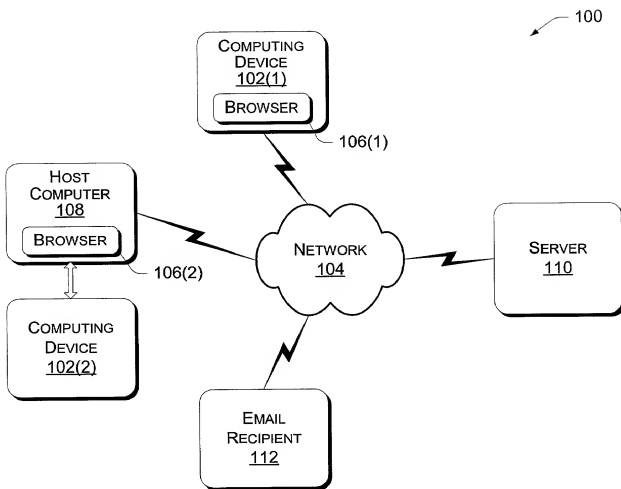 100
COMPUTING
DEVICE
102(1)
BROWSER
106(1)
HOST
COMPUTER
108
BROWSER
106(2)
COMPUTING
DEVICE
102(2)
NETWORK
104
SERVER
110
EMAIL
RECIPIENT
112